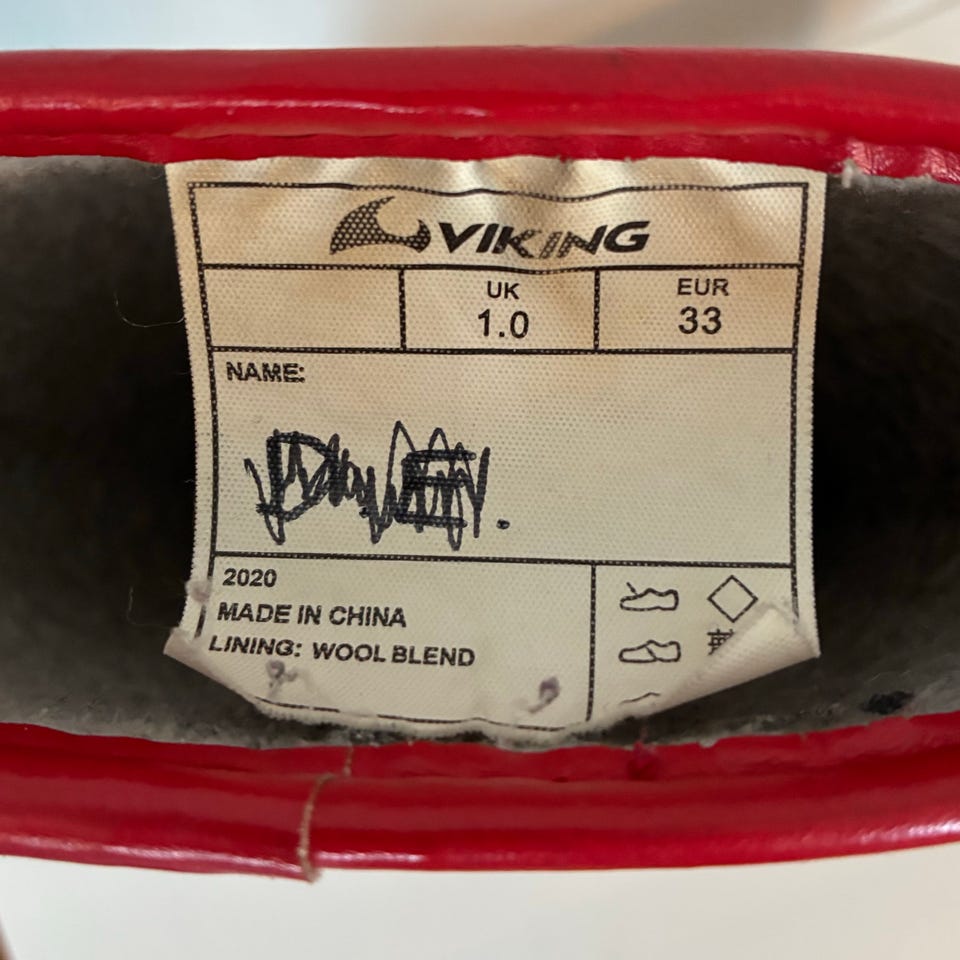 VIKING
UK EUR
1.0 33
NAME:
2020
MADE IN CHINA
LINING: WOOL BLEND